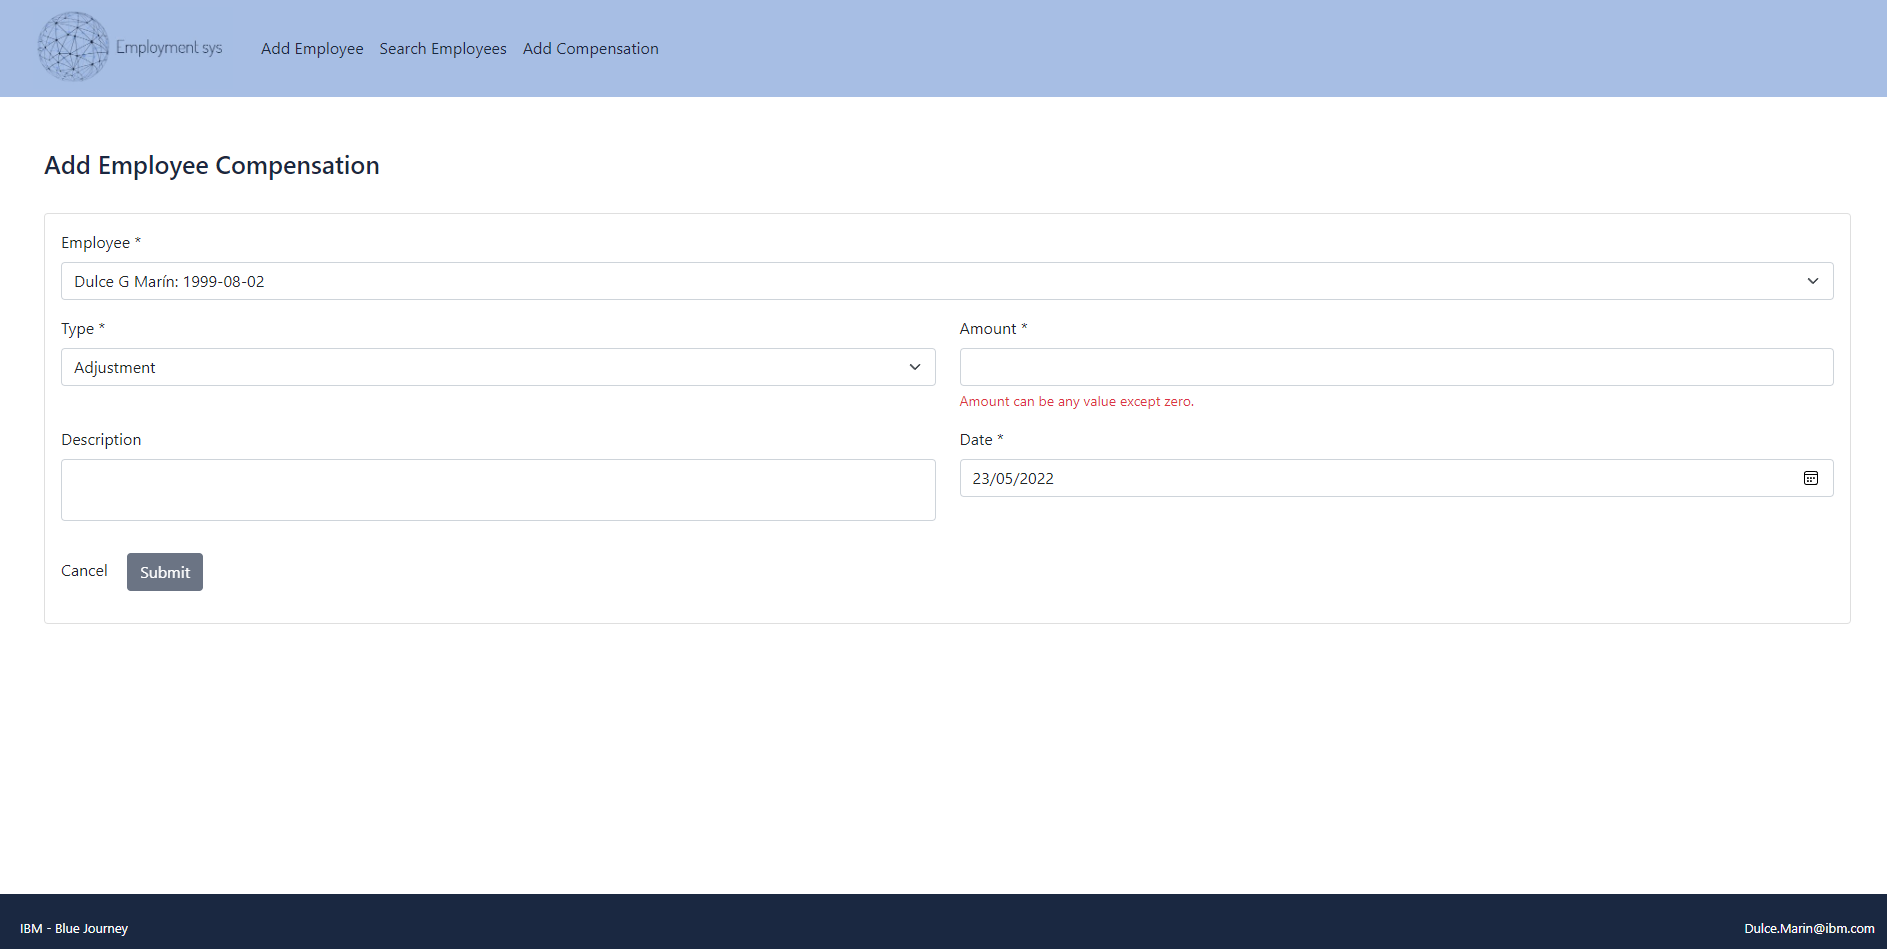 Employment sys
Add Employee Search Employees Add Compensation
Add Employee Compensation
Employee *
Dulce G Marín: 1999-08-02
Type *
Adjustment
Amount *
Amount can be any value except zero.
Description
Date *
23/05/2022
Cancel Submit
IBM - Blue Journey
Dulce.Marin@ibm.com